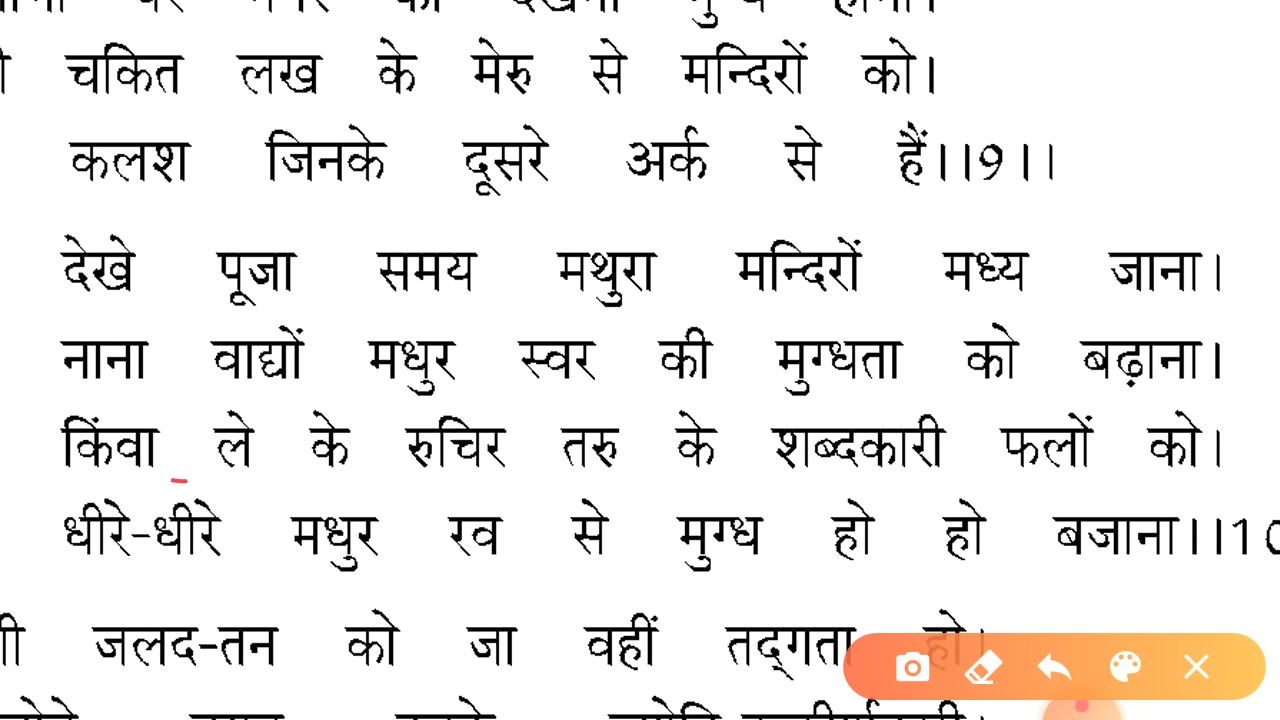 चकित लख के मेरु से मन्दिरों को।
कलश जिनके दूसरे अर्क से हैं।।9।।
देखे पूजा समय मथुरा मन्दिरों मध्य जाना।
नाना वाद्यों मधुर स्वर की मुग्धता को बढ़ाना।
किंवा ले के रुचिर तरु के शब्दकारी फलों को।
धीरे-धीरे मधुर रव से मुग्ध हो हो बजाना।।10
जलद-तन को जा वहीं तद्गता हो।